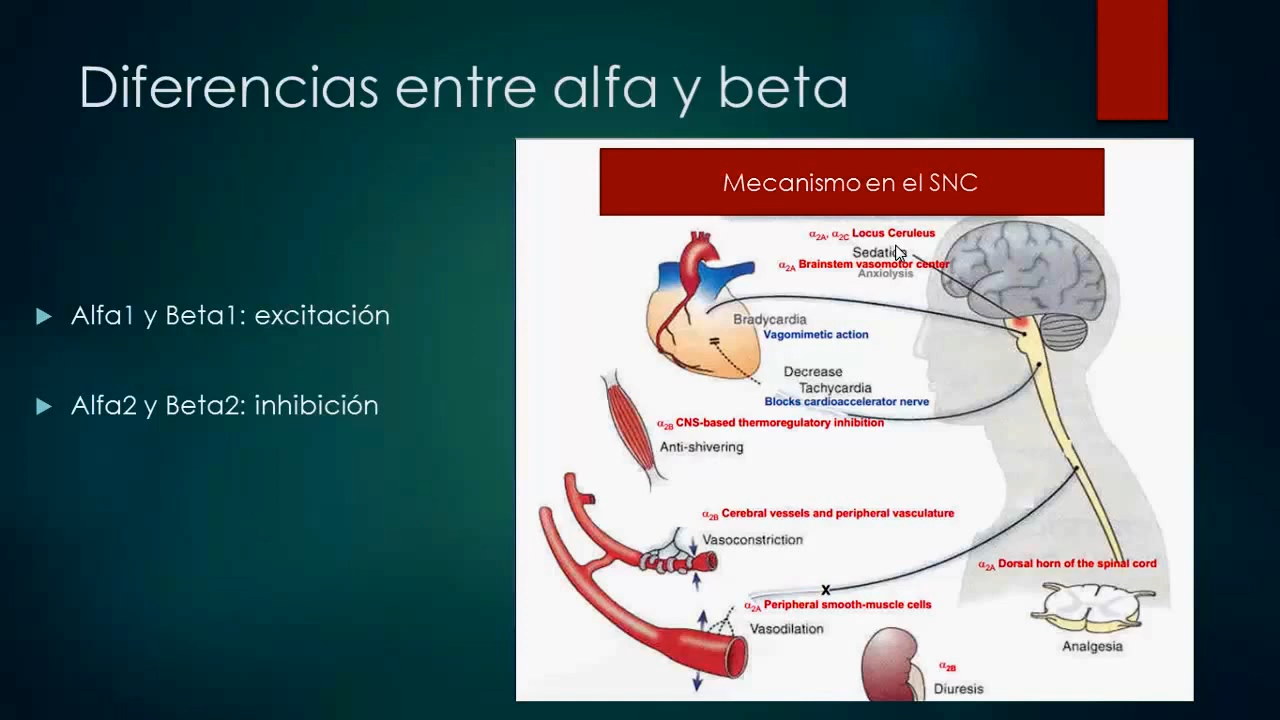 Diferencias entre alfa y beta
Mecanismo en el SNC
Alfa1 y Beta1: excitación
Alfa2 y Beta2: inhibición
α2A, α2C Locus Ceruleus
Sedation
α2A Brainstem vasomotor center
Anxiolysis
Bradycardia
Vagomimetic action
Decrease
Tachycardia
Blocks cardioaccelerator nerve
α2B CNS-based thermoregulatory inhibition
Anti-shivering
α2B Cerebral vessels and peripheral vasculature
Vasoconstriction
α2A Dorsal horn of the spinal cord
X
α2A Peripheral smooth-muscle cells
Vasodilation
Analgesia
α2B
Diuresis